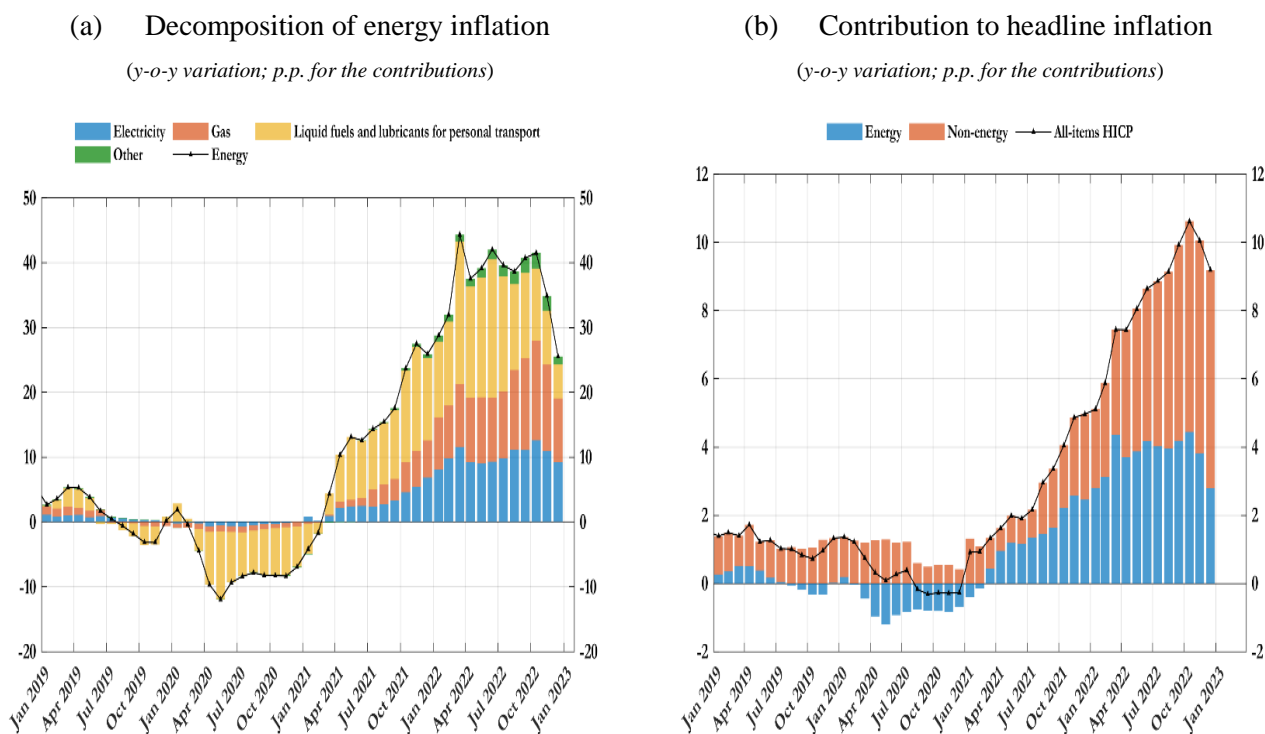 (a) Decomposition of energy inflation
(y-o-y variation; p.p. for the contributions)
Electricity Gas Liquid fuels and lubricants for personal transport
Other Energy
50 50
40 40
30 30
20 20
10 10
0 0
-10 -10
-20 -20
Jan 2019 Apr 2019 Jul 2019 Oct 2019 Jan 2020 Apr 2020 Jul 2020 Oct 2020 Jan 2021 Apr 2021 Jul 2021 Oct 2021 Jan 2022 Apr 2022 Jul 2022 Oct 2022 Jan 2023
(b) Contribution to headline inflation
(y-o-y variation; p.p. for the contributions)
Energy Non-energy All-items HICP
12 12
10 10
8 8
6 6
4 4
2 2
0 0
-2 -2
Jan 2019 Apr 2019 Jul 2019 Oct 2019 Jan 2020 Apr 2020 Jul 2020 Oct 2020 Jan 2021 Apr 2021 Jul 2021 Oct 2021 Jan 2022 Apr 2022 Jul 2022 Oct 2022 Jan 2023